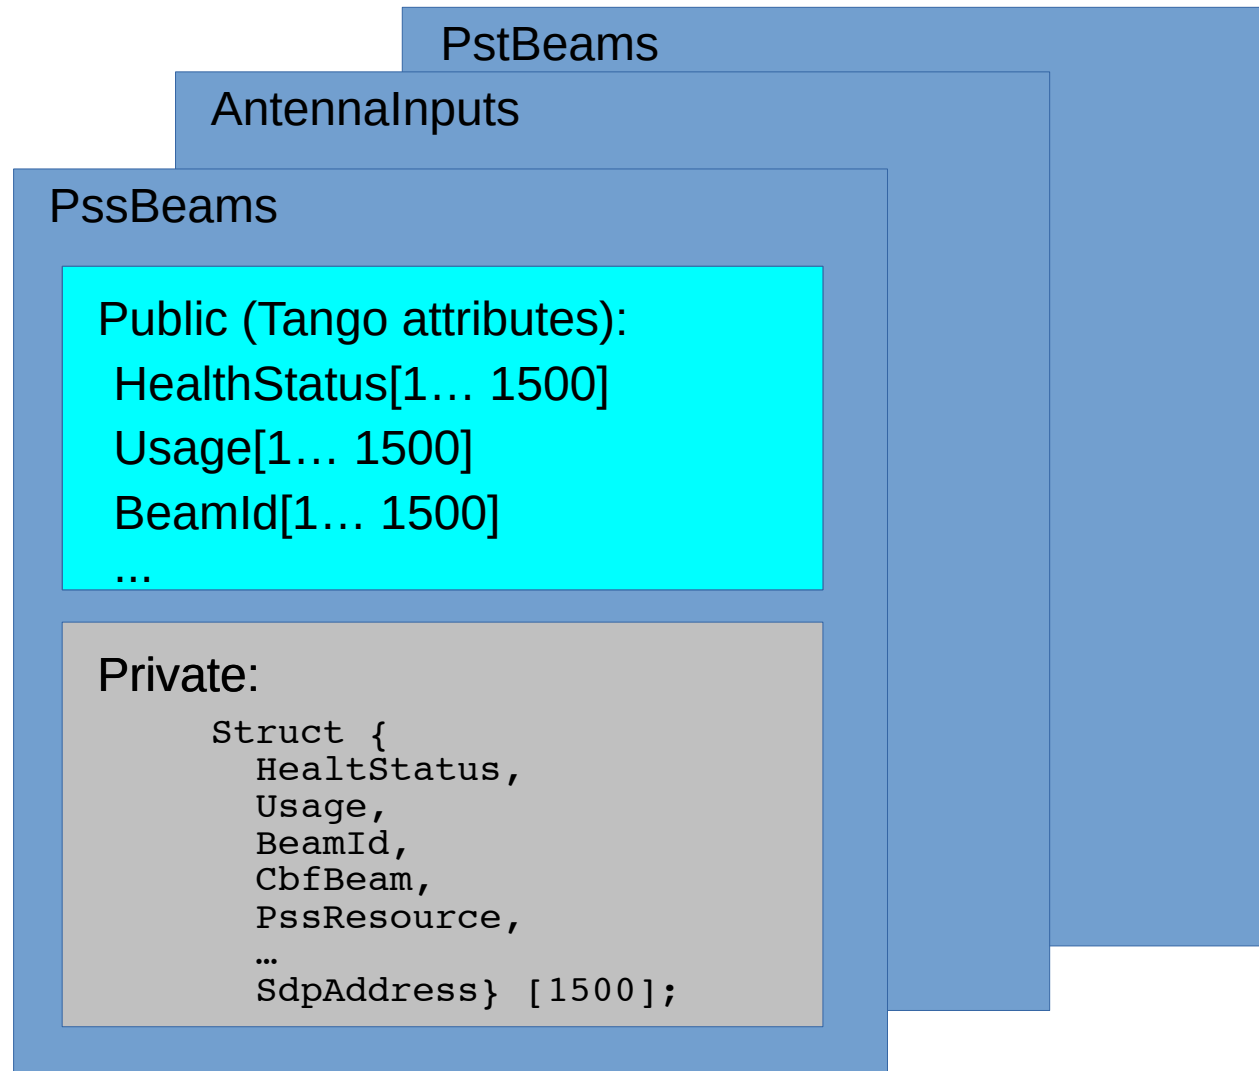 PstBeams
AntennaInputs
PssBeams
Public (Tango attributes):
HealthStatus[1… 1500]
Usage[1… 1500]
BeamId[1… 1500]
...
Private:
Struct {
HealtStatus,
Usage,
BeamId,
CbfBeam,
PssResource,
…
SdpAddress} [1500];